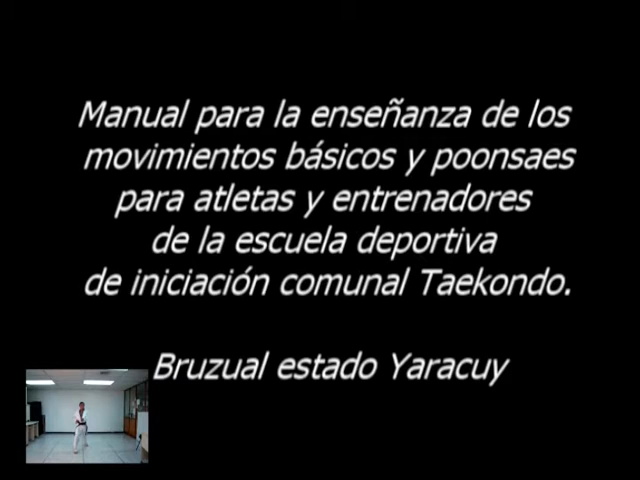 Manual para la enseñanza de los
movimientos básicos y poonsaes
para atletas y entrenadores
de la escuela deportiva
de iniciación comunal Taekondo.
Bruzual estado Yaracuy